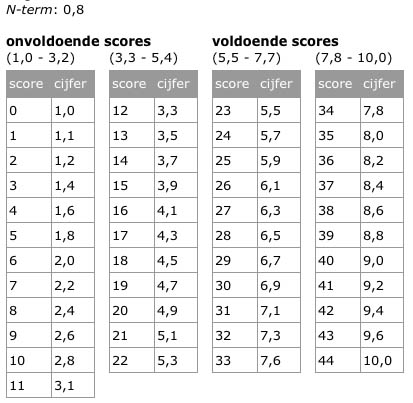 N-term: 0,8
onvoldoende scores voldoende scores
(1,0 - 3,2) (3,3 - 5,4) (5,5 - 7,7) (7,8 - 10,0)
score cijfer score cijfer score cijfer score cijfer
0 1,0 12 3,3 23 5,5 34 7,8
1 1,1 13 3,5 24 5,7 35 8,0
2 1,2 14 3,7 25 5,9 36 8,2
3 1,4 15 3,9 26 6,1 37 8,4
4 1,6 16 4,1 27 6,3 38 8,6
5 1,8 17 4,3 28 6,5 39 8,8
6 2,0 18 4,5 29 6,7 40 9,0
7 2,2 19 4,7 30 6,9 41 9,2
8 2,4 20 4,9 31 7,1 42 9,4
9 2,6 21 5,1 32 7,3 43 9,6
10 2,8 22 5,3 33 7,6 44 10,0
11 3,1